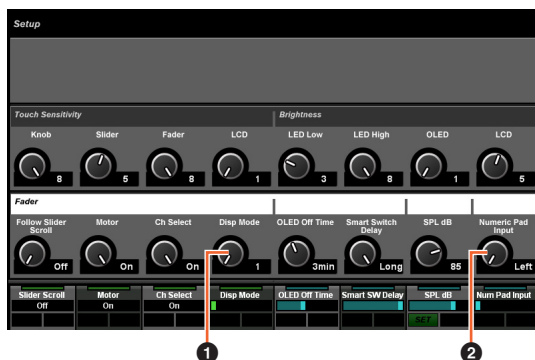 Setup
Touch Sensitivity Brightness
Knob Slider Fader LCD LED Low LED High OLED LCD
8 5 8 1 3 8 1 5
Fader
Follow Slider Scroll Motor Ch Select Disp Mode OLED Off Time Smart Switch Delay SPL dB Numeric Pad Input
Off On On 1 3min Long 85 Left
Slider Scroll Motor Ch Select Disp Mode OLED Off Time Smart SW Delay SPL dB Num Pad Input
Off On On
SET
1 2